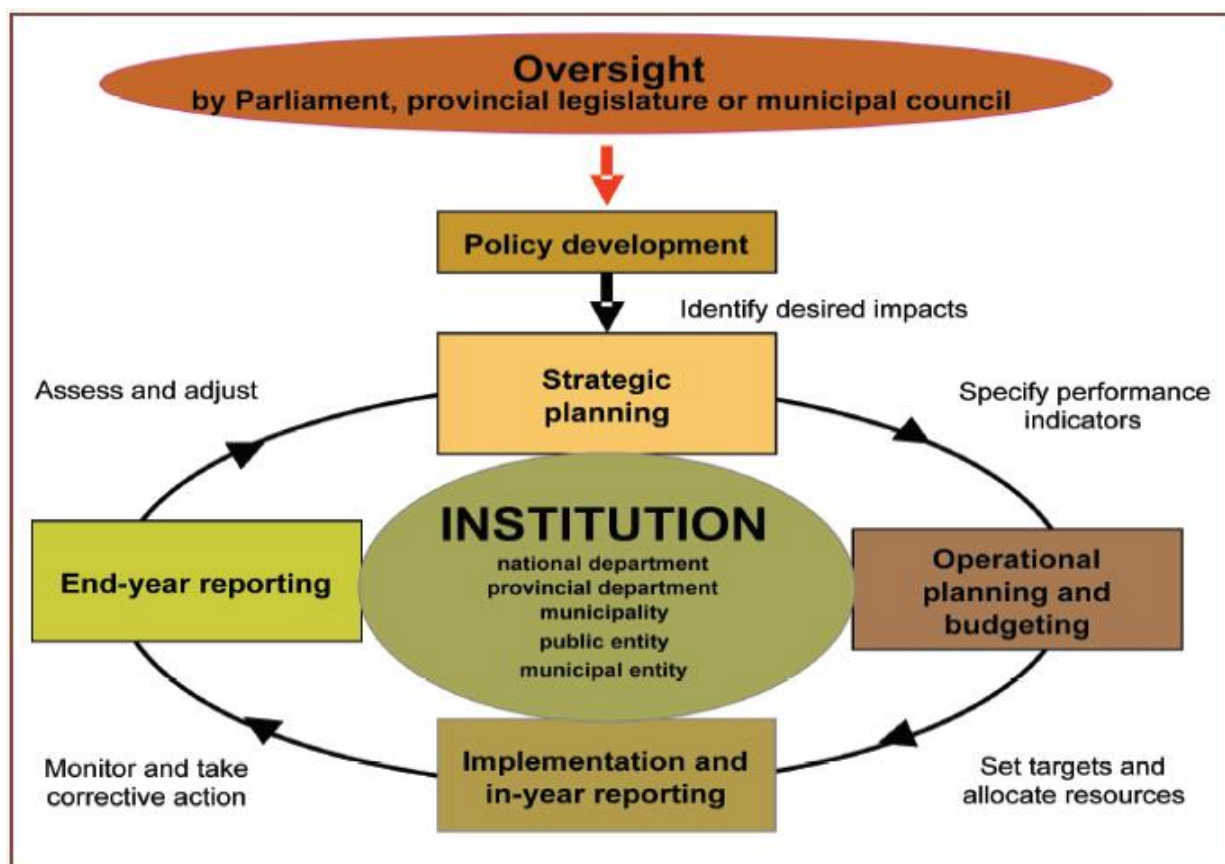 Oversight
by Parliament, provincial legislature or municipal council
Policy development
Identify desired impacts
Strategic
planning
Assess and adjust
Specify performance
indicators
INSTITUTION
national department
provincial department
municipality
public entity
municipal entity
End-year reporting
Operational
planning and
budgeting
Implementation and
in-year reporting
Monitor and take
corrective action
Set targets and
allocate resources